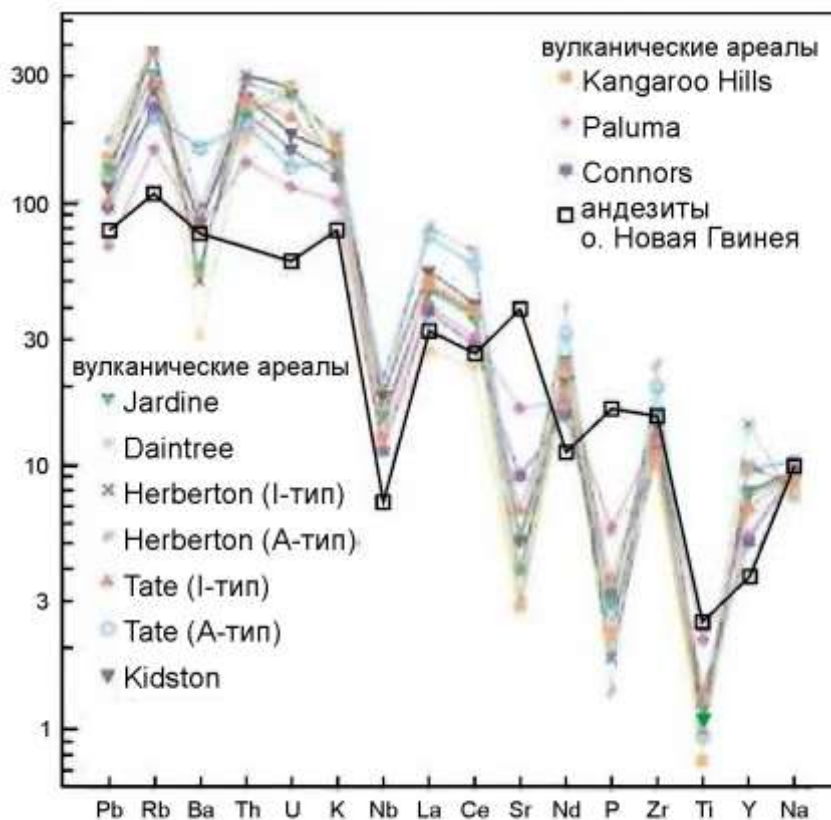 300
100
30
10
3
1
вулканические ареалы
Kangaroo Hills
Paluma
Connors
андезиты
о. Новая Гвинея
вулканические ареалы
Jardine
Daintree
Herberton (I-тип)
Herberton (А-тип)
Tate (I-тип)
Tate (А-тип)
Kidston
Pb Rb Ba Th U K Nb La Ce Sr Nd P Zr Ti Y Na